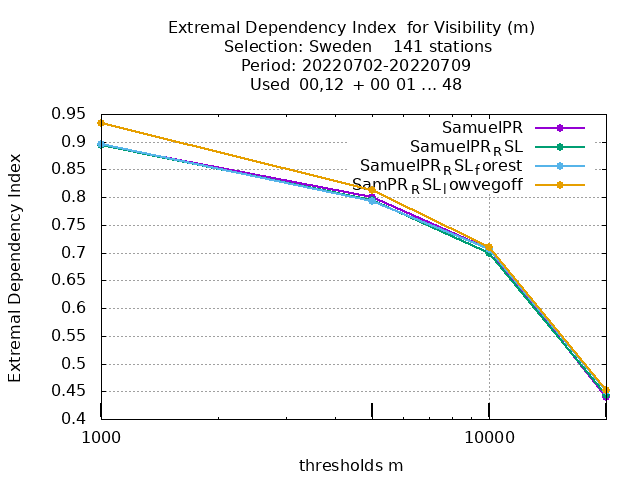 Extremal Dependency Index for Visibility (m)
Selection: Sweden 141 stations
Period: 20220702-20220709
Used 00,12 + 00 01 ... 48
SamuelPR
SamuelPR_RSL
SamuelPR_RSL_forest
SamPR_RSL_lowvegoff
Extremal Dependency Index
0.95
0.9
0.85
0.8
0.75
0.7
0.65
0.6
0.55
0.5
0.45
0.4
1000
10000
thresholds m